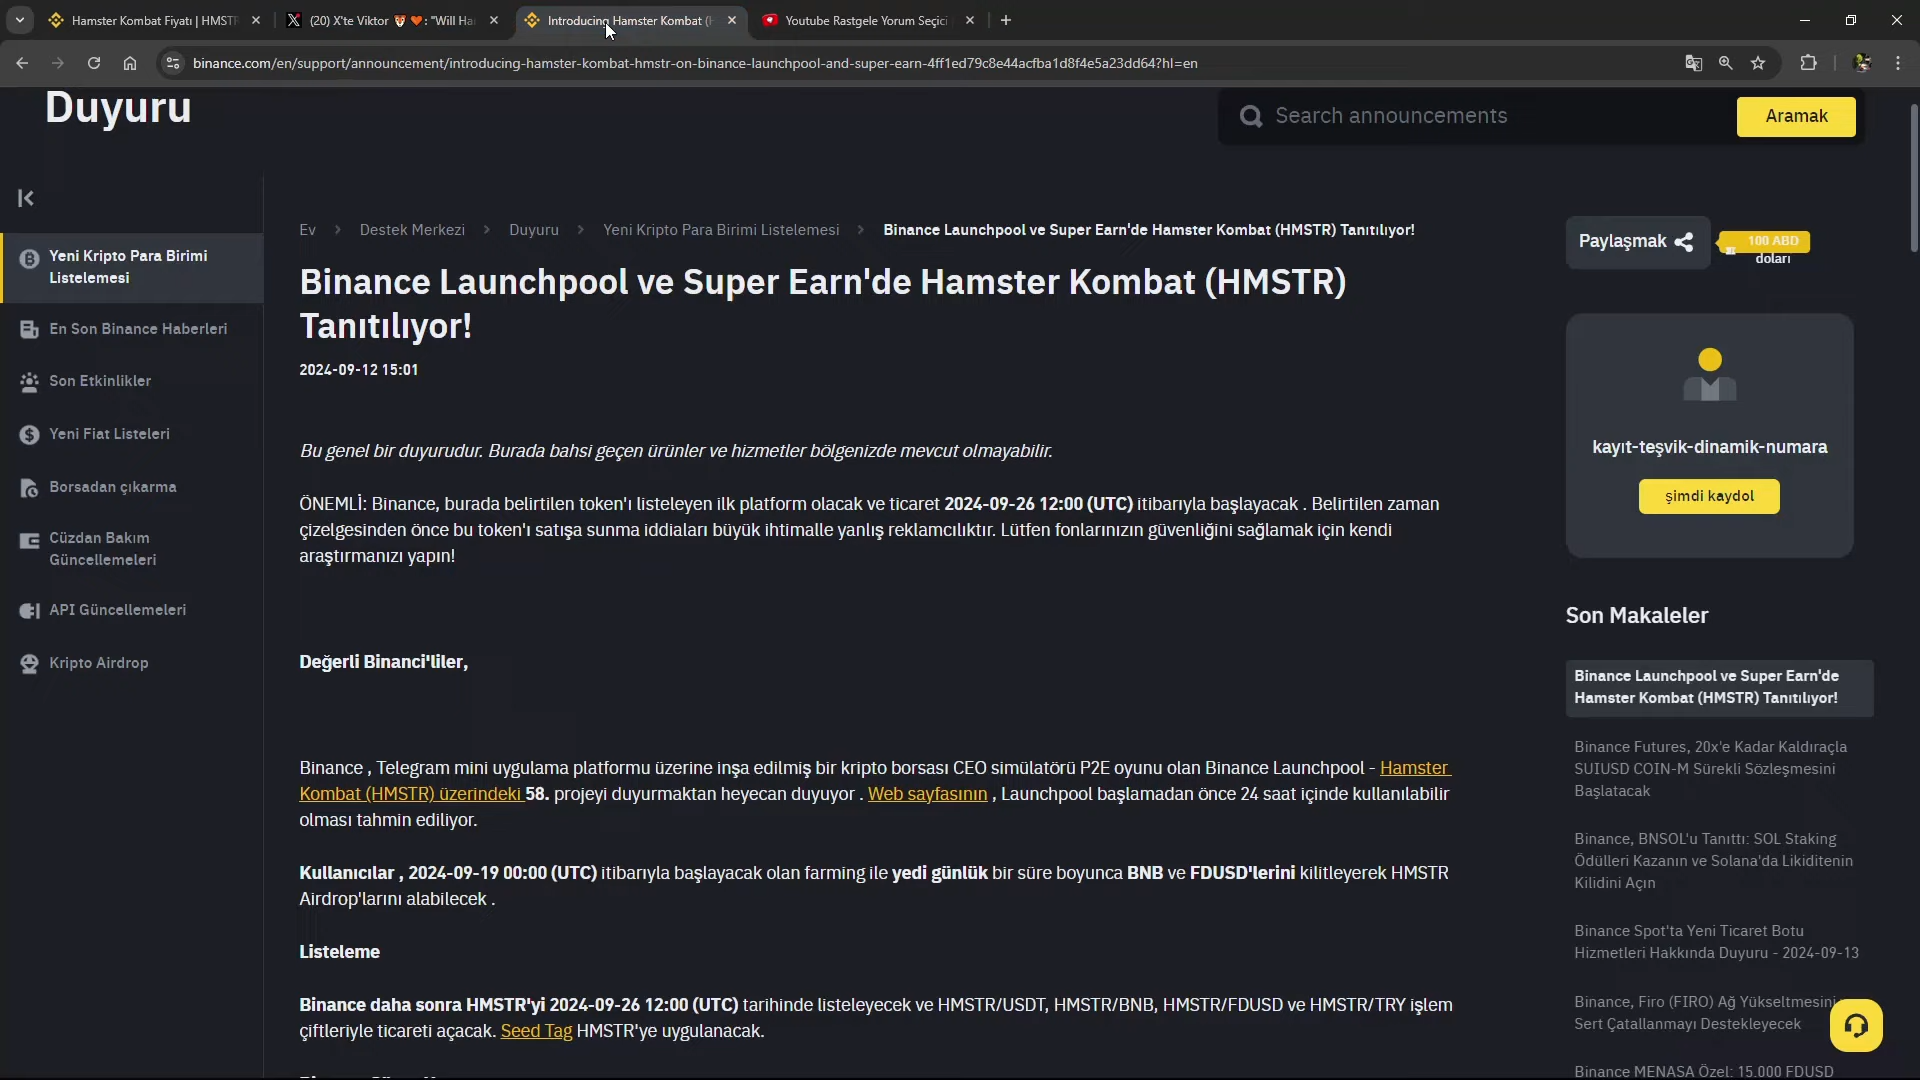 Hamster Kombat Fiyatı | HMSTR
(20) X'te Viktor : "Will Ha
Introducing Hamster Kombat (H
Youtube Rastgele Yorum Seçici
binance.com/en/support/announcement/introducing-hamster-kombat-hmstr-on-binance-launchpool-and-super-earn-4ff1ed79c8e44acfba1d8f4e5a23dd64?hl=en
Duyuru
Search announcements
Aramak
Yeni Kripto Para Birimi
Listelemesi
En Son Binance Haberleri
Son Etkinlikler
Yeni Fiat Listeleri
Borsadan çıkarma
Cüzdan Bakım
Güncellemeleri
API Güncellemeleri
Kripto Airdrop
Ev > Destek Merkezi > Duyuru > Yeni Kripto Para Birimi Listelemesi > Binance Launchpool ve Super Earn'de Hamster Kombat (HMSTR) Tanıtılıyor!
Binance Launchpool ve Super Earn'de Hamster Kombat (HMSTR)
Tanıtılıyor!
2024-09-12 15:01
Bu genel bir duyurudur. Burada bahsi geçen ürünler ve hizmetler bölgenizde mevcut olmayabilir.
ÖNEMLİ: Binance, burada belirtilen token'ı listeleyen ilk platform olacak ve ticaret 2024-09-26 12:00 (UTC) itibarıyla başlayacak . Belirtilen zaman
çizelgesinden önce bu token'ı satışa sunma iddiaları büyük ihtimalle yanlış reklamcılıktır. Lütfen fonlarınızın güvenliğini sağlamak için kendi
araştırmanızı yapın!
Değerli Binanci'liler,
Binance , Telegram mini uygulama platformu üzerine inşa edilmiş bir kripto borsası CEO simülatörü P2E oyunu olan Binance Launchpool - Hamster
Kombat (HMSTR) üzerindeki 58. projeyi duyurmaktan heyecan duyuyor . Web sayfasının , Launchpool başlamadan önce 24 saat içinde kullanılabilir
olması tahmin ediliyor.
Kullanıcılar , 2024-09-19 00:00 (UTC) itibarıyla başlayacak olan farming ile yedi günlük bir süre boyunca BNB ve FDUSD'lerini kilitleyerek HMSTR
Airdrop'larını alabilecek .
Listeleme
Binance daha sonra HMSTR'yi 2024-09-26 12:00 (UTC) tarihinde listeleyecek ve HMSTR/USDT, HMSTR/BNB, HMSTR/FDUSD ve HMSTR/TRY işlem
çiftleriyle ticareti açacak. Seed Tag HMSTR'ye uygulanacak.
Paylaşmak
100 ABD
doları
kayıt-teşvik-dinamik-numara
şimdi kaydol
Son Makaleler
Binance Launchpool ve Super Earn'de
Hamster Kombat (HMSTR) Tanıtılıyor!
Binance Futures, 20x'e Kadar Kaldıraçla
SUIUSD COIN-M Sürekli Sözleşmesini
Başlatacak
Binance, BNSOL'u Tanıttı: SOL Staking
Ödülleri Kazanın ve Solana'da Likiditenin
Kilidini Açın
Binance Spot'ta Yeni Ticaret Botu
Hizmetleri Hakkında Duyuru - 2024-09-13
Binance, Firo (FIRO) Ağ Yükseltmesini
Sert Çatallanmayı Destekleyecek
Binance MENASA Özel: 15.000 FDUSD